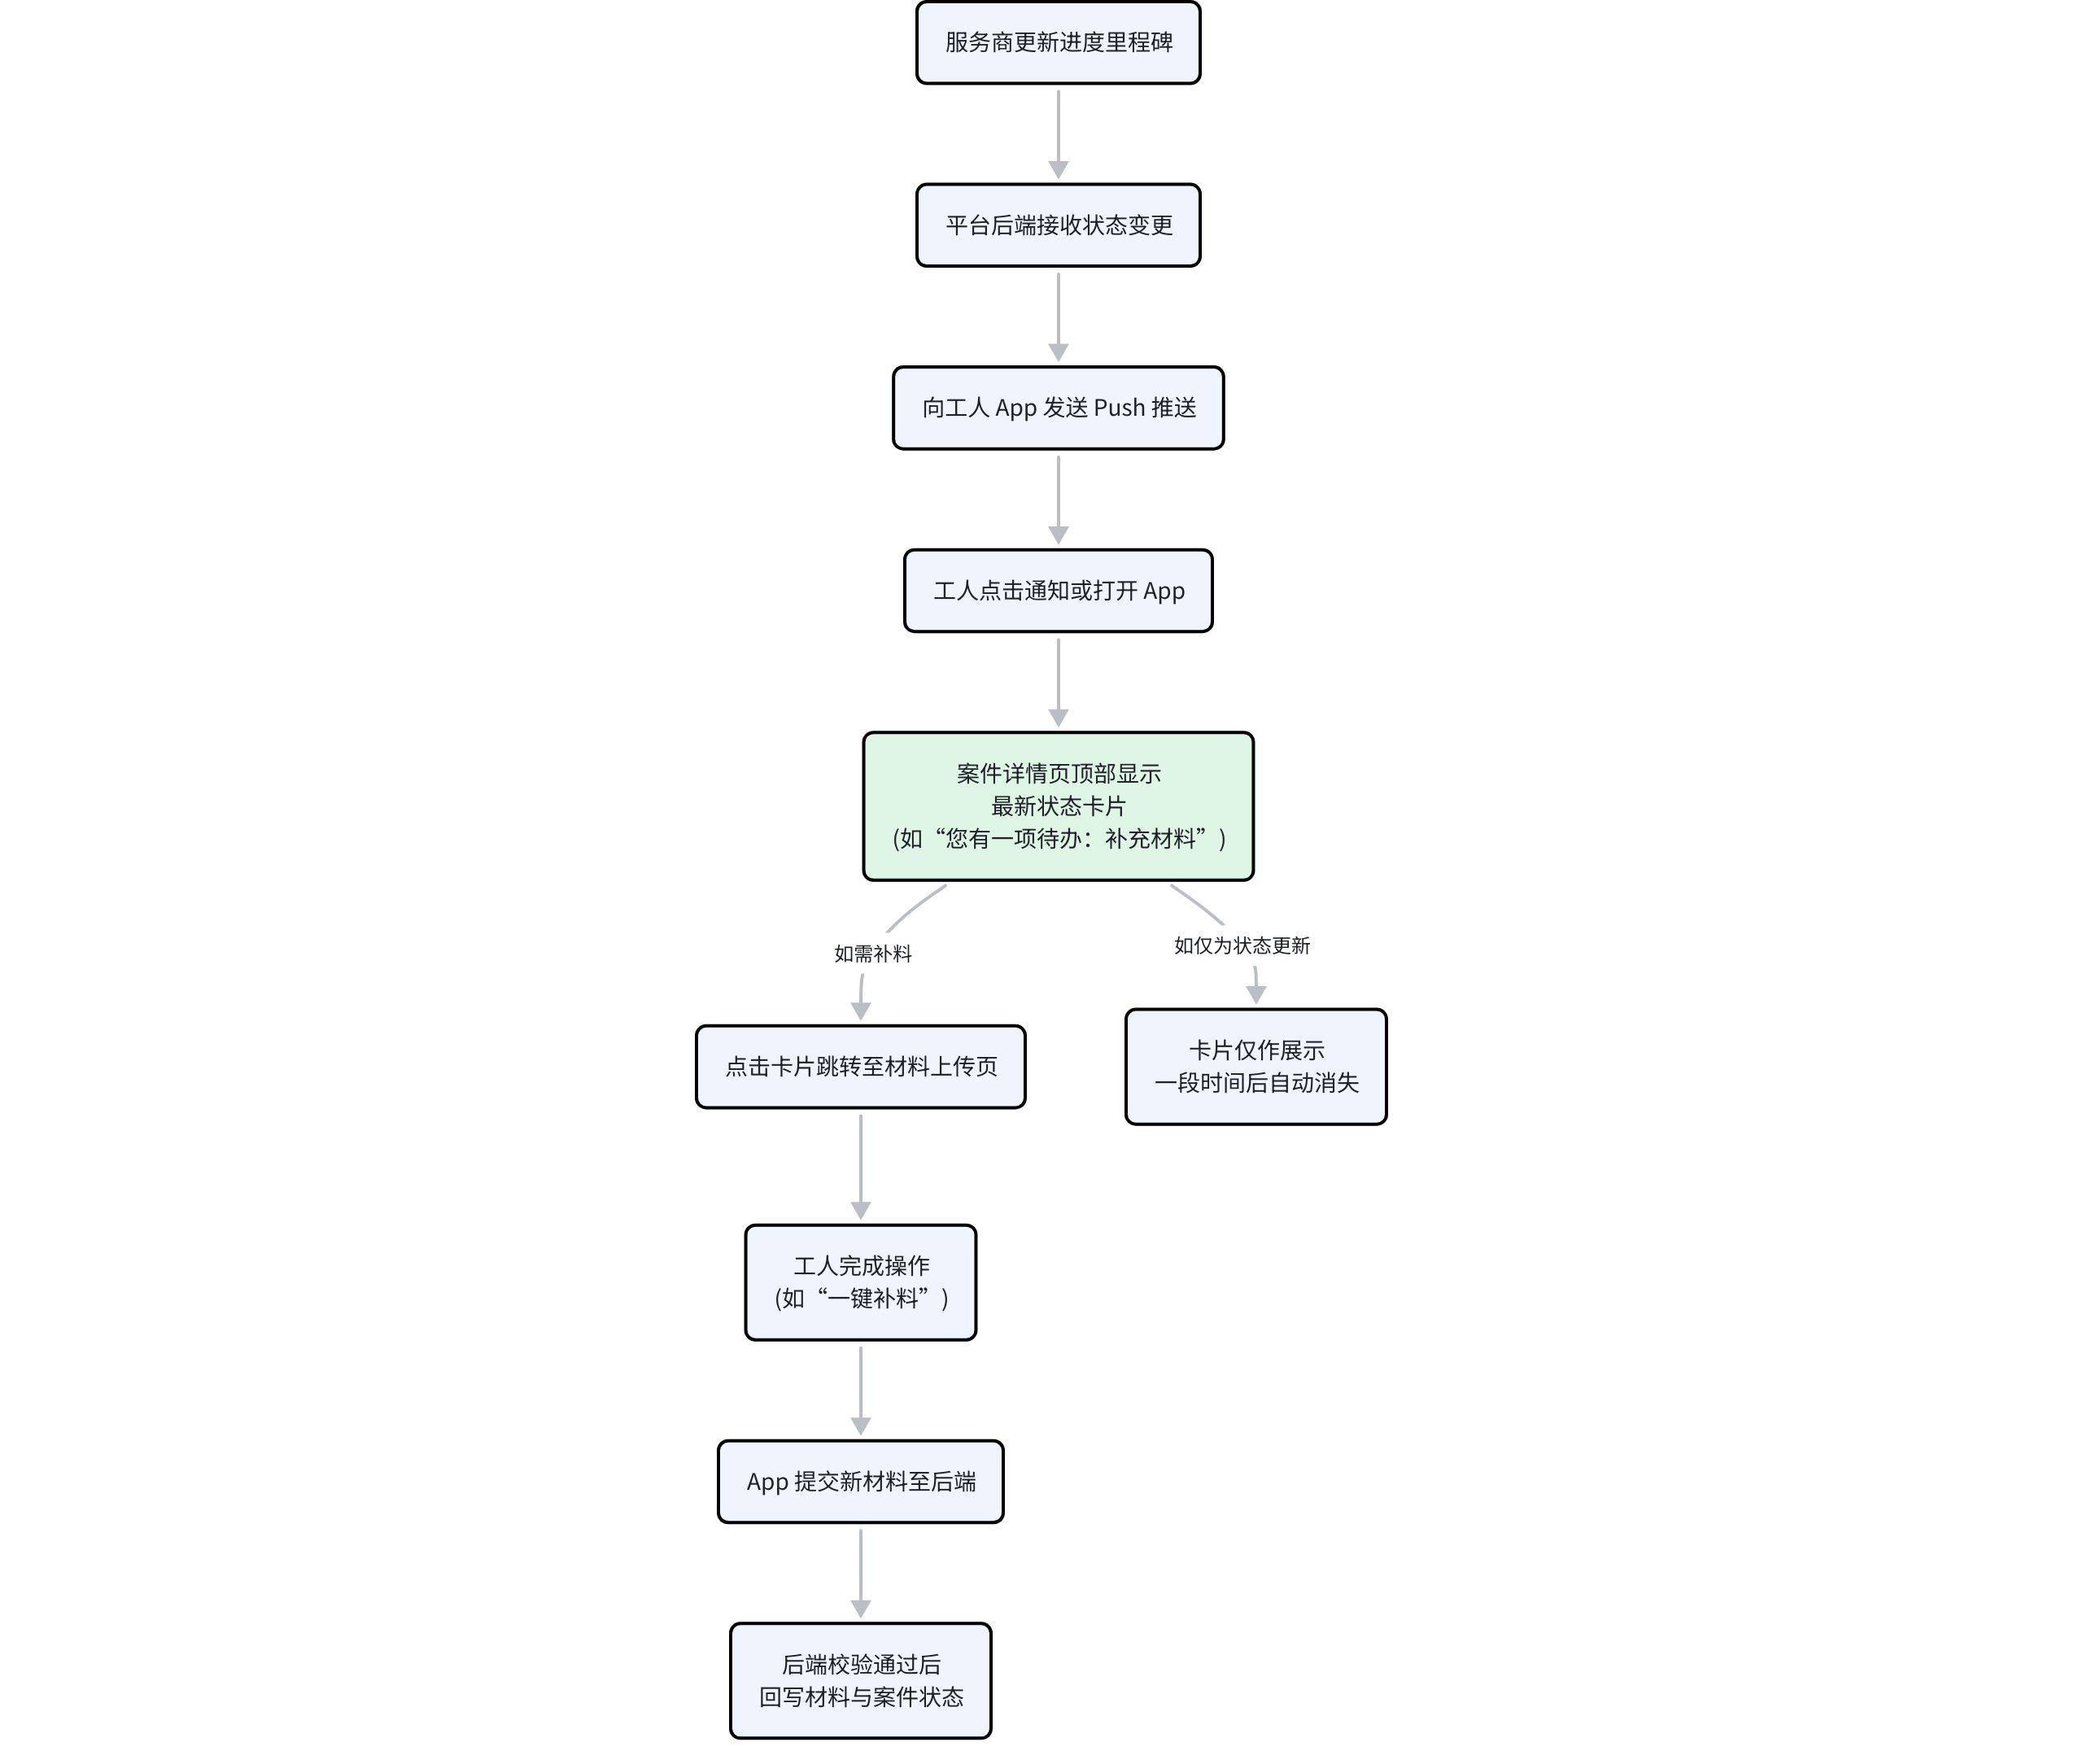 服务商更新进度里程碑
平台后端接收状态变更
向工人 App 发送 Push 推送
工人点击通知或打开 App
案件详情页顶部显示
最新状态卡片
(如“您有一项待办：补充材料”)
如需补料
如仅为状态更新
点击卡片跳转至材料上传页
卡片仅作展示
一段时间后自动消失
工人完成操作
(如“一键补料”)
App 提交新材料至后端
后端校验通过后
回写材料与案件状态